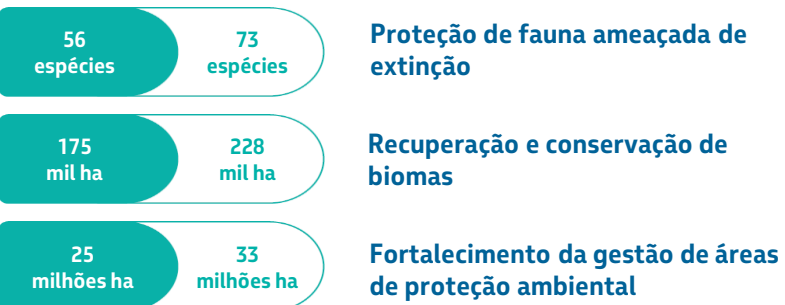 56
espécies
73
espécies
Proteção de fauna ameaçada de
extinção
175
mil ha
228
mil ha
Recuperação e conservação de
biomas
25
milhões ha
33
milhões ha
Fortalecimento da gestão de áreas
de proteção ambiental